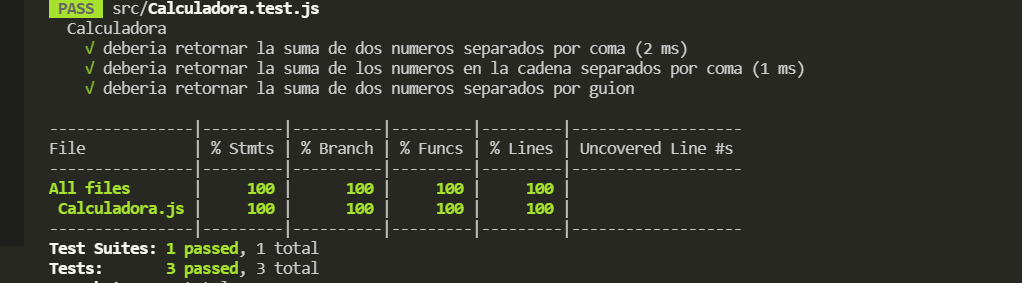 PASS src/Calculadora.test.js
Calculadora
√ deberia retornar la suma de dos numeros separados por coma (2 ms)
√ deberia retornar la suma de los numeros en la cadena separados por coma (1 ms)
√ deberia retornar la suma de dos numeros separados por guion
----------------|---------|----------|---------|---------|-------------------
File            | % Stmts | % Branch | % Funcs | % Lines | Uncovered Line #s
----------------|---------|----------|---------|---------|-------------------
All files       |     100 |      100 |     100 |     100 |
 Calculadora.js |     100 |      100 |     100 |     100 |
----------------|---------|----------|---------|---------|-------------------
Test Suites: 1 passed, 1 total
Tests:       3 passed, 3 total